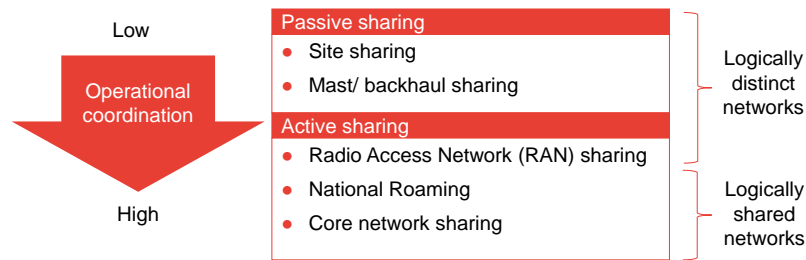 Low
Operational
coordination
High
Passive sharing
● Site sharing
● Mast/ backhaul sharing
Active sharing
● Radio Access Network (RAN) sharing
● National Roaming
● Core network sharing
Logically
distinct
networks
Logically
shared
networks